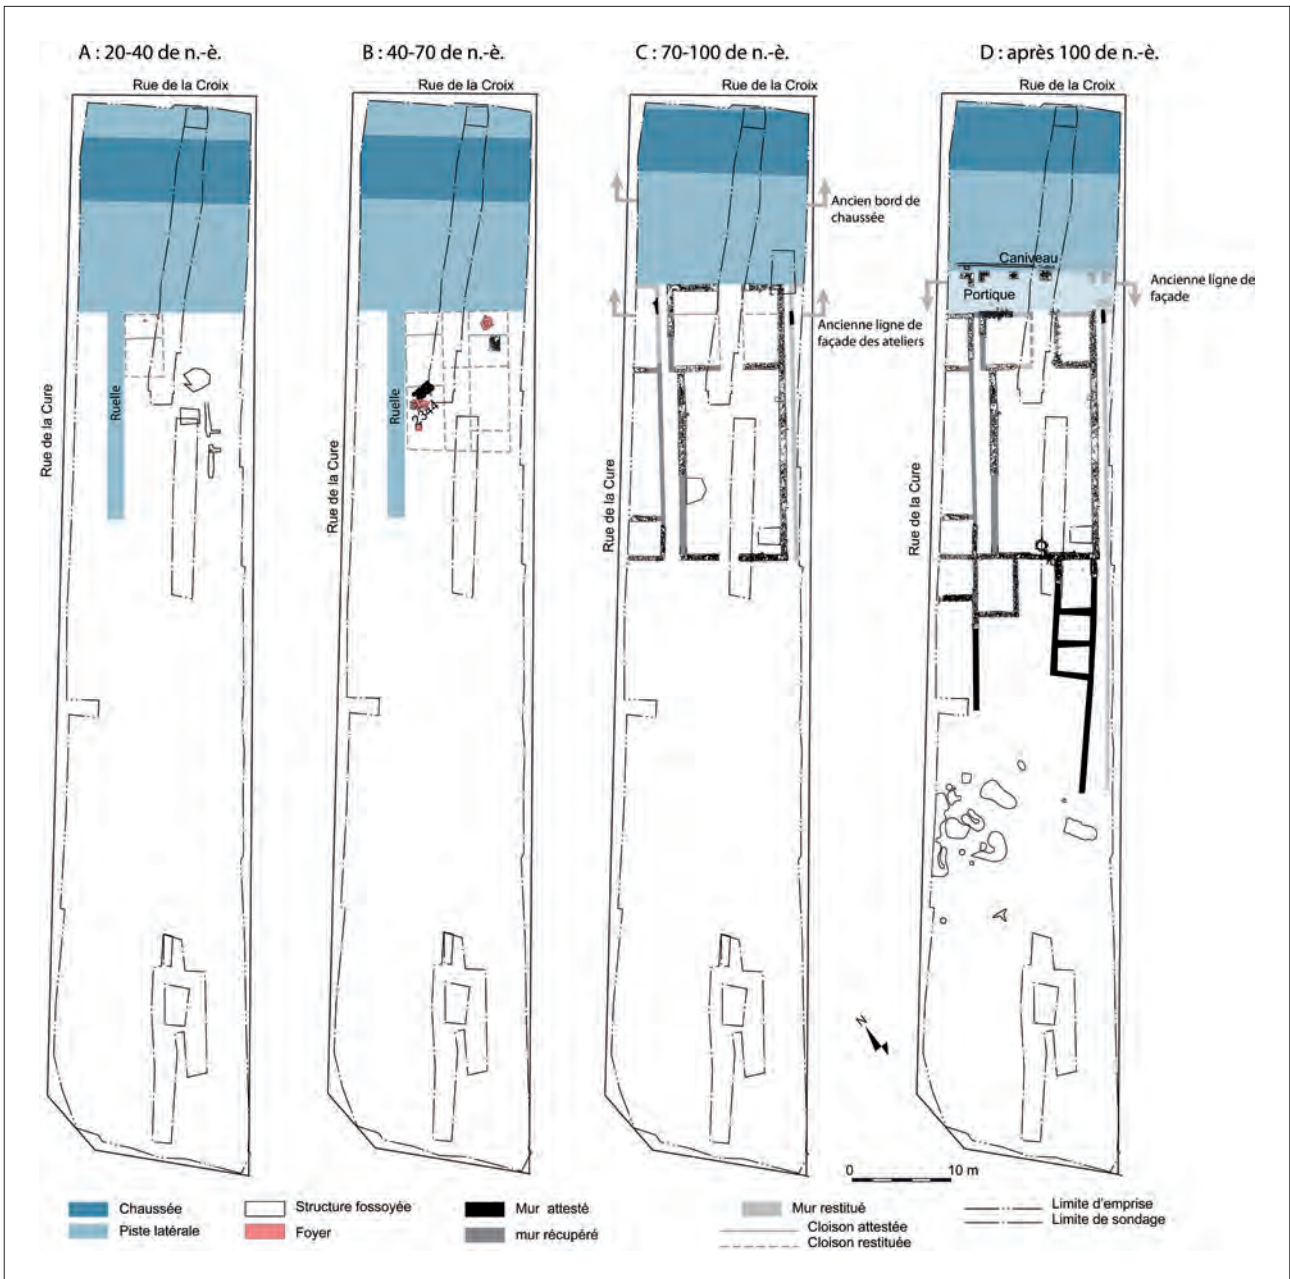 A : 20-40 de n.-è.
B : 40-70 de n.-è.
C : 70-100 de n.-è.
D : après 100 de n.-è.
Rue de la Croix
Rue de la Croix
Rue de la Croix
Rue de la Croix
Ancien bord de
chaussée
Caniveau
Portique
Ancienne ligne de
façade
Ancienne ligne de
façade des ateliers
Ruelle
Ruelle
2344
Rue de la Cure
Rue de la Cure
Rue de la Cure
Rue de la Cure
N
0 10 m
Chaussée
Piste latérale
Structure fossoyée
Foyer
Mur attesté
mur récupéré
Mur restitué
Cloison attestée
Cloison restituée
Limite d'emprise
Limite de sondage